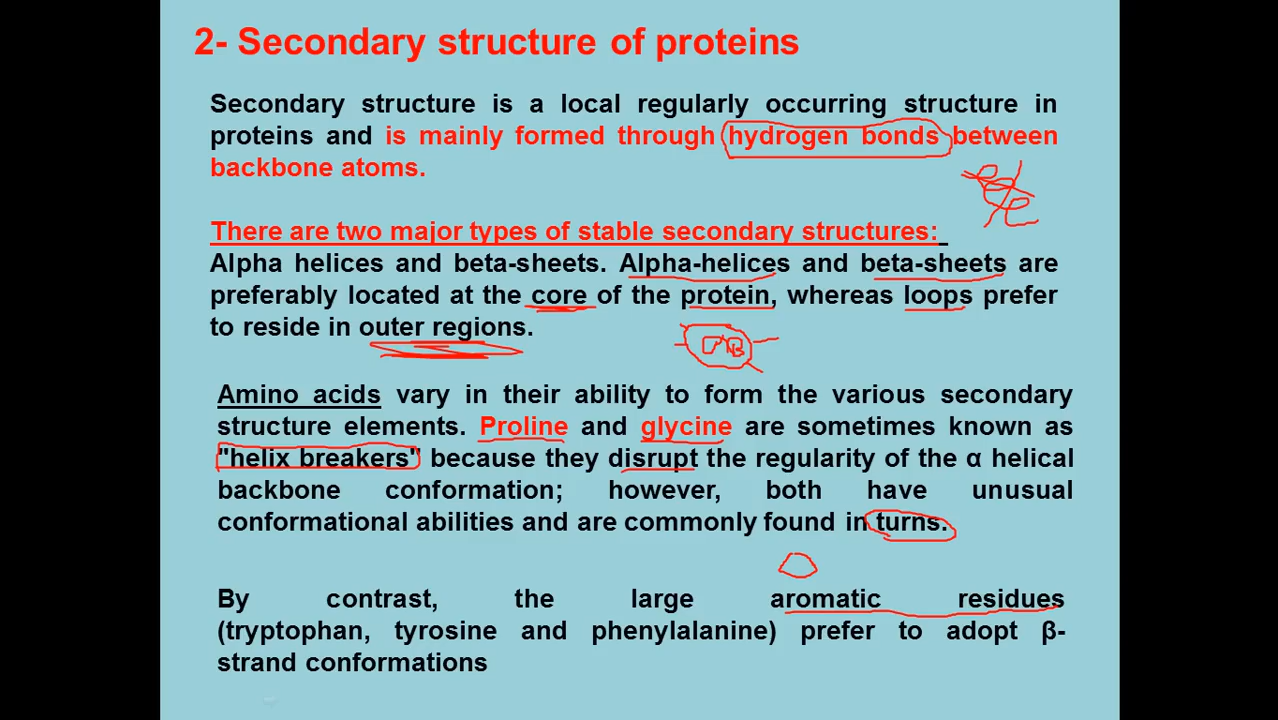 2- Secondary structure of proteins
Secondary structure is a local regularly occurring structure in
proteins and is mainly formed through hydrogen bonds between
backbone atoms.
There are two major types of stable secondary structures:
Alpha helices and beta-sheets. Alpha-helices and beta-sheets are
preferably located at the core of the protein, whereas loops prefer
to reside in outer regions.
Amino acids vary in their ability to form the various secondary
structure elements. Proline and glycine are sometimes known as
"helix breakers" because they disrupt the regularity of the α helical
backbone conformation; however, both have unusual
conformational abilities and are commonly found in turns.
By contrast, the large aromatic residues
(tryptophan, tyrosine and phenylalanine) prefer to adopt β-
strand conformations